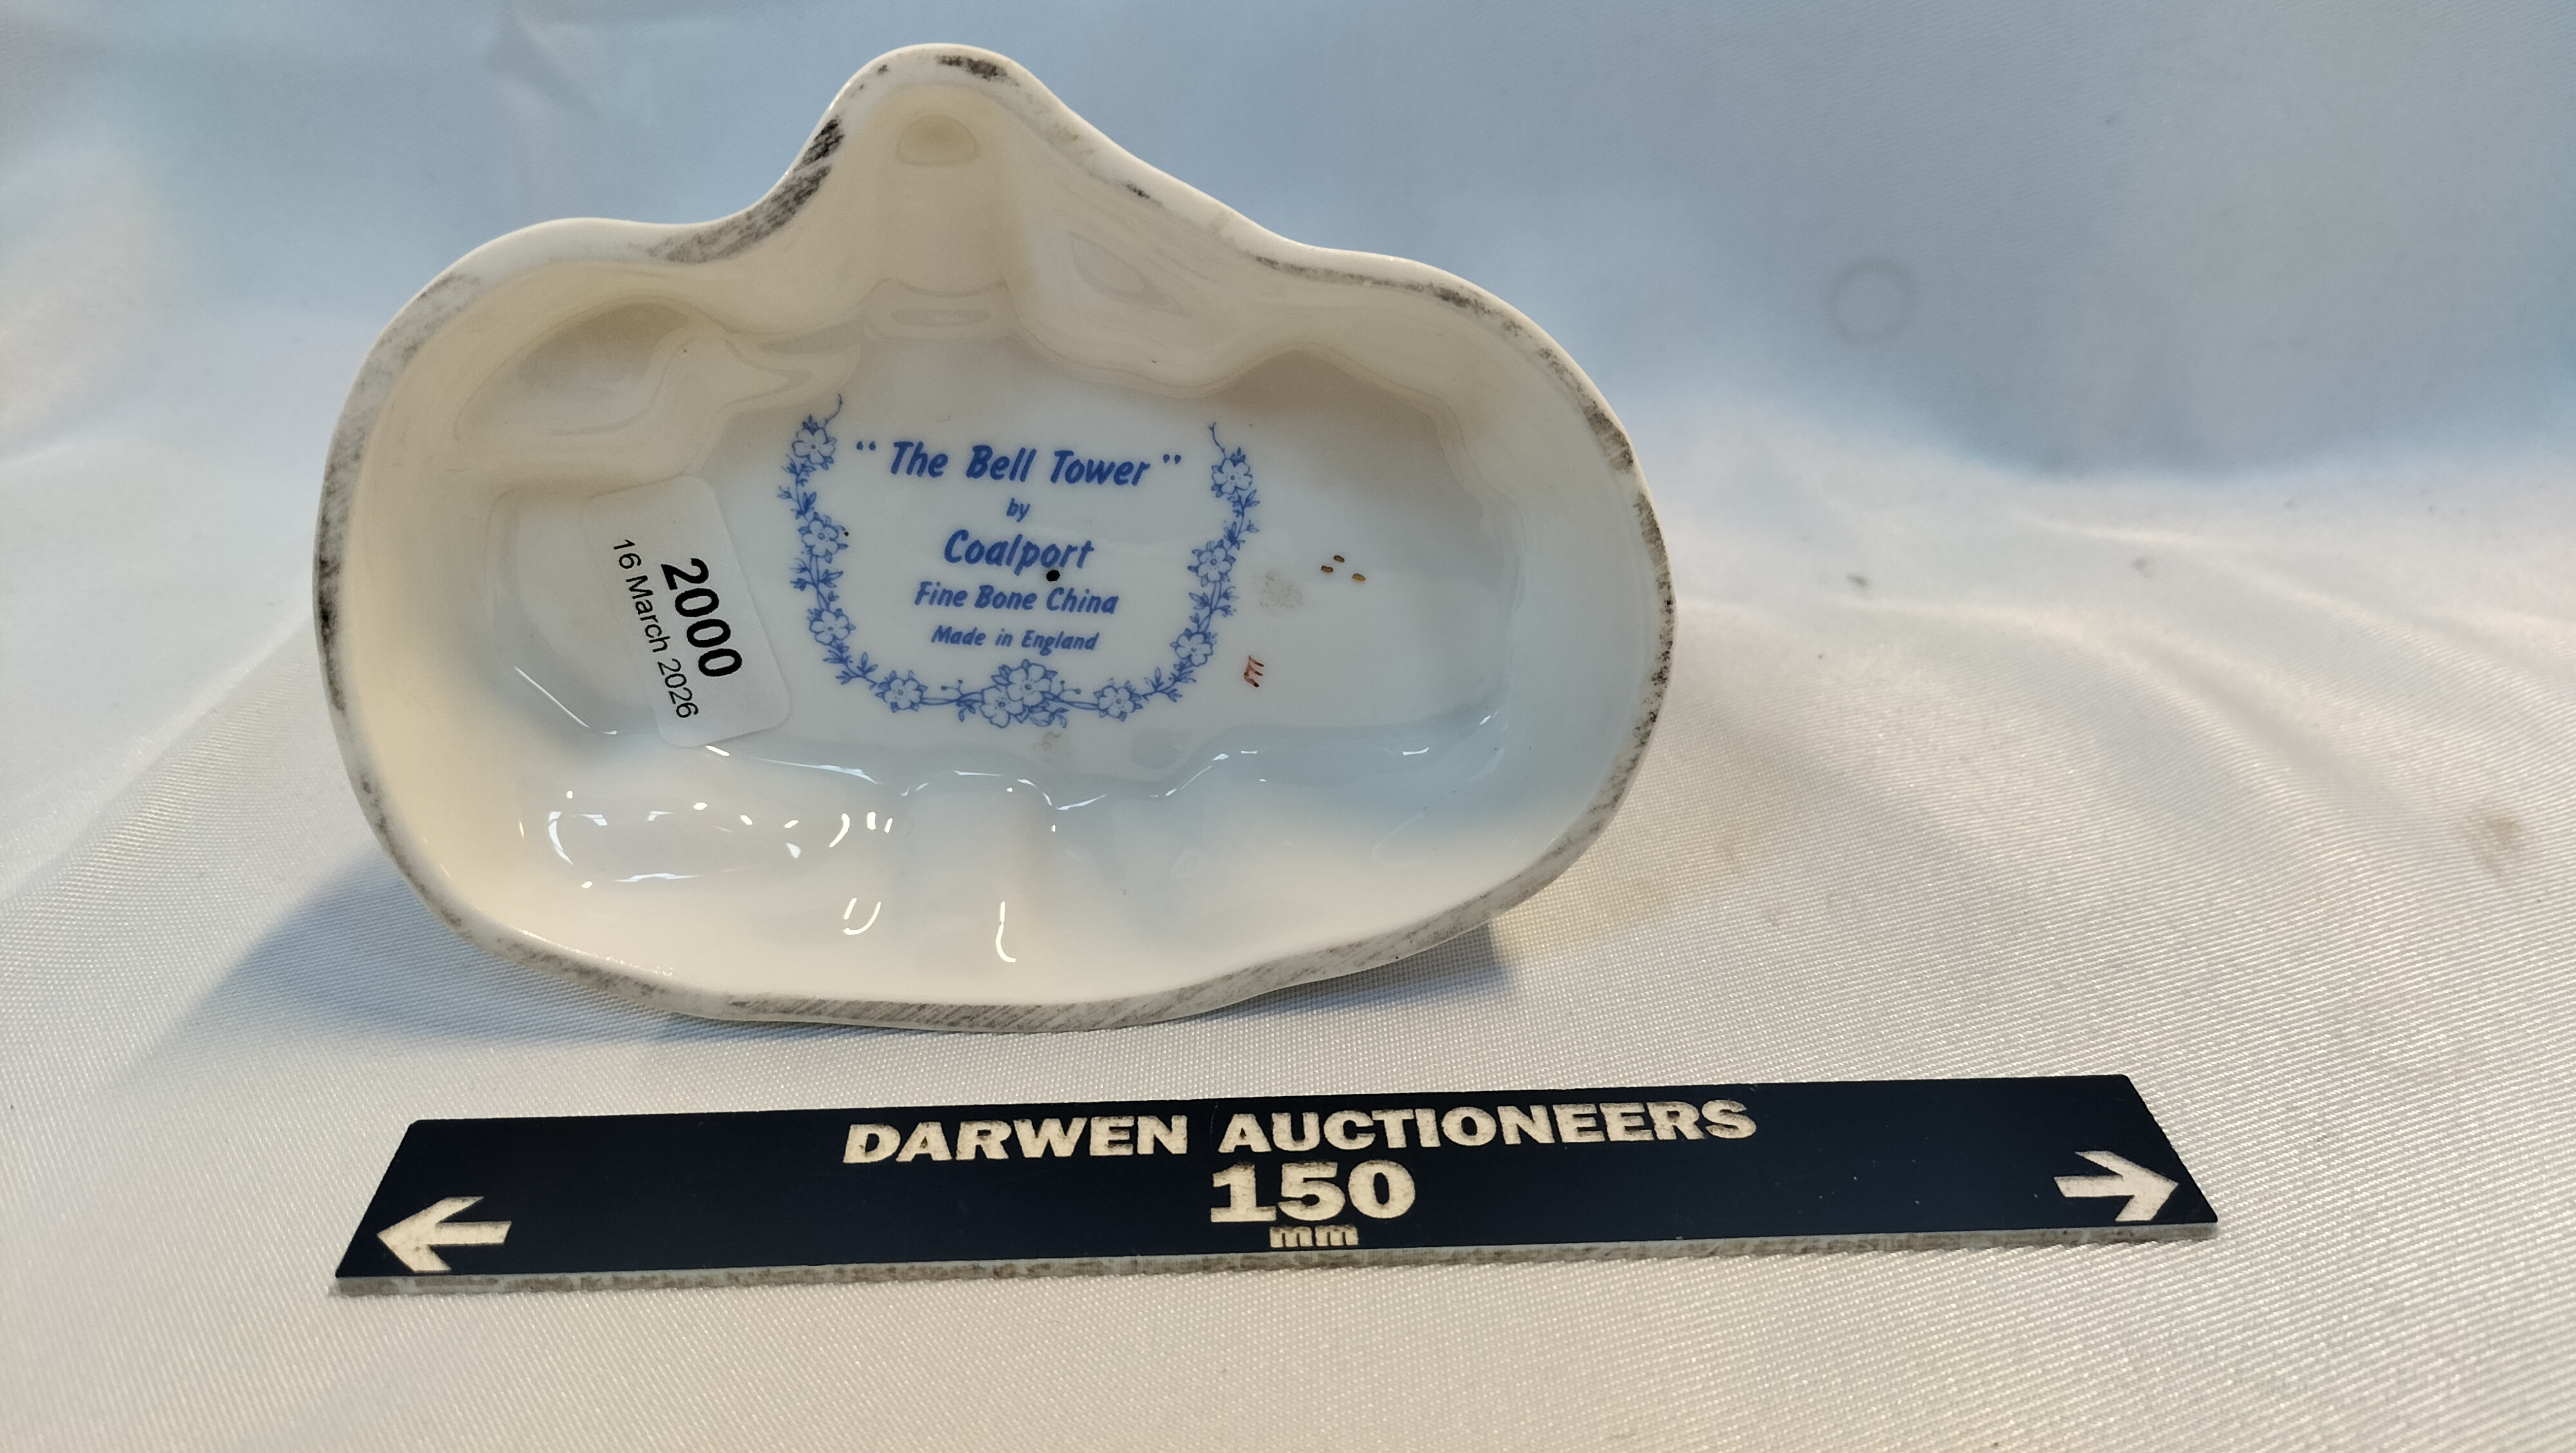 “ The Bell Tower ”
by
Coalport
Fine Bone China
Made in England
2000
16 March 2026
DARWEN AUCTIONEERS
150
mm